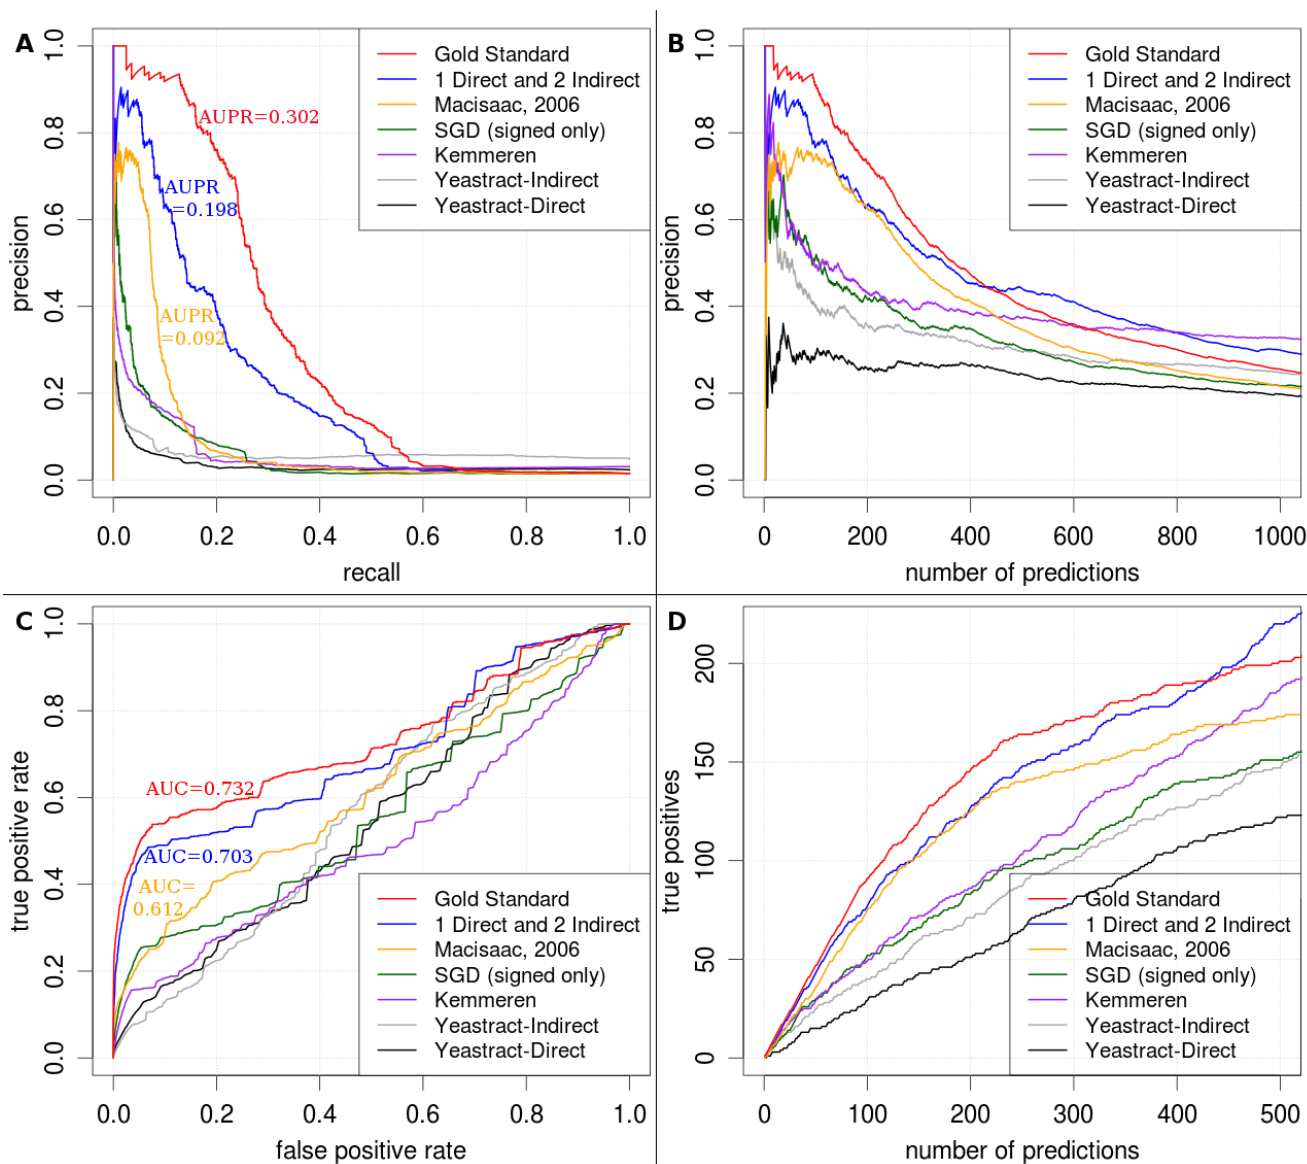 A
1.0
0.8
0.6
0.4
0.2
0.0
precision
Gold Standard
1 Direct and 2 Indirect
Macisaac, 2006
SGD (signed only)
Kemmeren
Yeastract-Indirect
Yeastract-Direct
AUPR=0.302
AUPR
=0.198
AUPR
=0.092
0.0 0.2 0.4 0.6 0.8 1.0
recall
B
1.0
0.8
0.6
0.4
0.2
0.0
precision
Gold Standard
1 Direct and 2 Indirect
Macisaac, 2006
SGD (signed only)
Kemmeren
Yeastract-Indirect
Yeastract-Direct
0 200 400 600 800 1000
number of predictions
C
1.0
0.8
0.6
0.4
0.2
0.0
true positive rate
AUC=0.732
AUC=0.703
AUC=
0.612
Gold Standard
1 Direct and 2 Indirect
Macisaac, 2006
SGD (signed only)
Kemmeren
Yeastract-Indirect
Yeastract-Direct
0.0 0.2 0.4 0.6 0.8 1.0
false positive rate
D
200
150
100
50
0
true positives
Gold Standard
1 Direct and 2 Indirect
Macisaac, 2006
SGD (signed only)
Kemmeren
Yeastract-Indirect
Yeastract-Direct
0 100 200 300 400 500
number of predictions